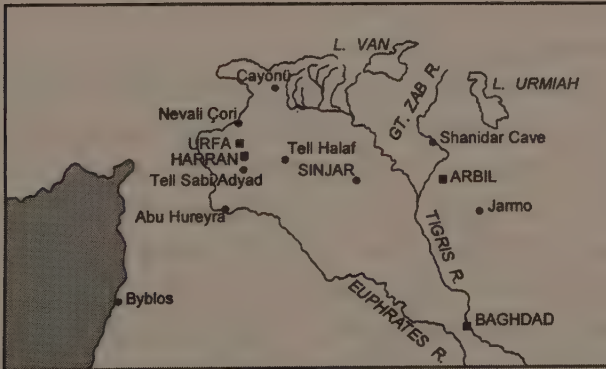 L. VAN
Çayönü
L. URMIAH
GT. ZAB R.
Nevali Çori
Shanidar Cave
URFA
HARRAN
Tell Halaf
SINJAR
Tell Sabi Adyad
ARBIL
Abu Hureyra
Jarmo
TIGRIS R.
Byblos
EUPHRATES R.
BAGHDAD